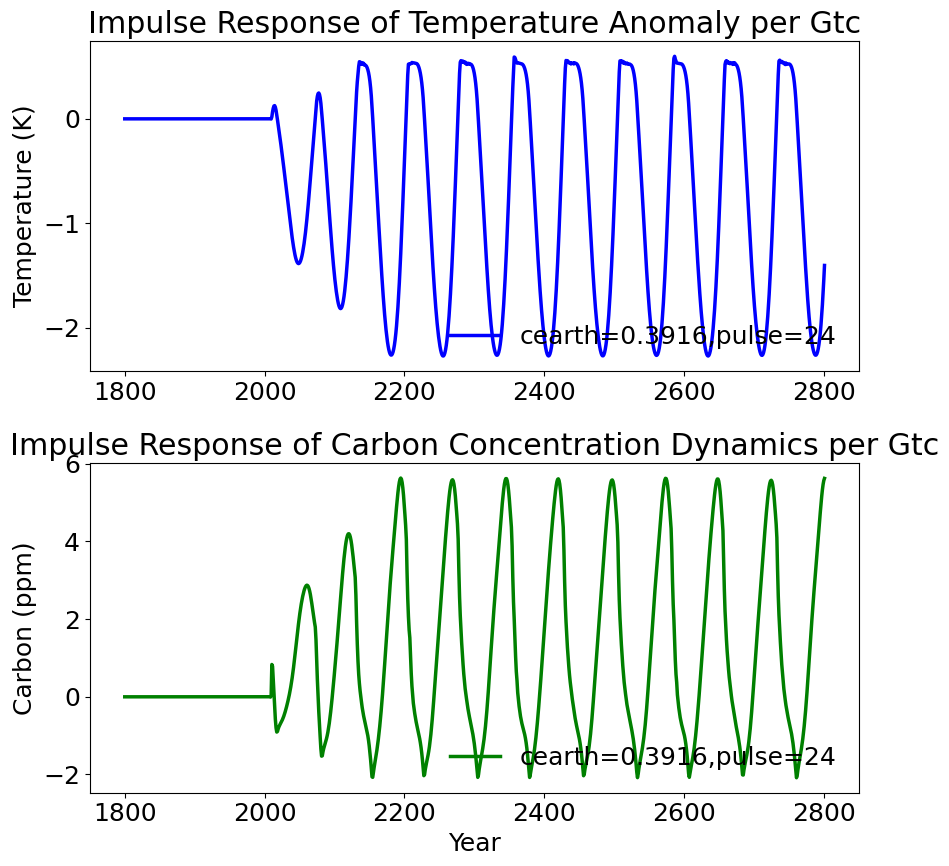 Impulse Response of Temperature Anomaly per Gtc
Temperature (K)
0
−1
−2
cearth=0.3916,pulse=24
1800 2000 2200 2400 2600 2800
Impulse Response of Carbon Concentration Dynamics per Gtc
Carbon (ppm)
6
4
2
0
−2
cearth=0.3916,pulse=24
1800 2000 2200 2400 2600 2800
Year